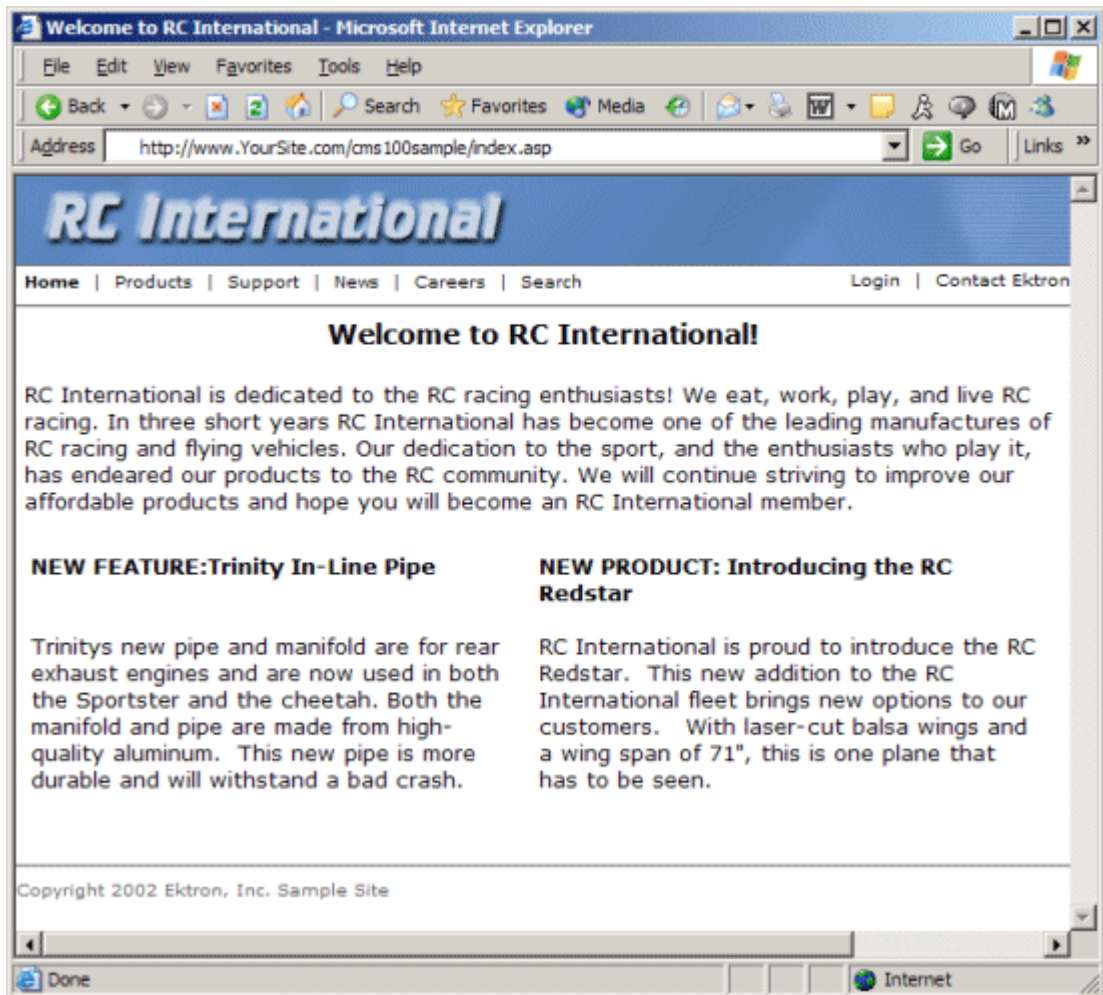 Welcome to RC International - Microsoft Internet Explorer
File Edit View Favorites Tools Help
Back Search Favorites Media
Address http://www.YourSite.com/cms100sample/index.asp Go Links »
RC International
Home | Products | Support | News | Careers | Search Login | Contact Ektron
Welcome to RC International!
RC International is dedicated to the RC racing enthusiasts! We eat, work, play, and live RC
racing. In three short years RC International has become one of the leading manufactures of
RC racing and flying vehicles. Our dedication to the sport, and the enthusiasts who play it,
has endeared our products to the RC community. We will continue striving to improve our
affordable products and hope you will become an RC International member.
NEW FEATURE:Trinity In-Line Pipe
Trinitys new pipe and manifold are for rear
exhaust engines and are now used in both
the Sportster and the cheetah. Both the
manifold and pipe are made from high-
quality aluminum.  This new pipe is more
durable and will withstand a bad crash.
NEW PRODUCT: Introducing the RC
Redstar
RC International is proud to introduce the RC
Redstar.  This new addition to the RC
International fleet brings new options to our
customers.   With laser-cut balsa wings and
a wing span of 71", this is one plane that
has to be seen.
Copyright 2002 Ektron, Inc. Sample Site
Done Internet